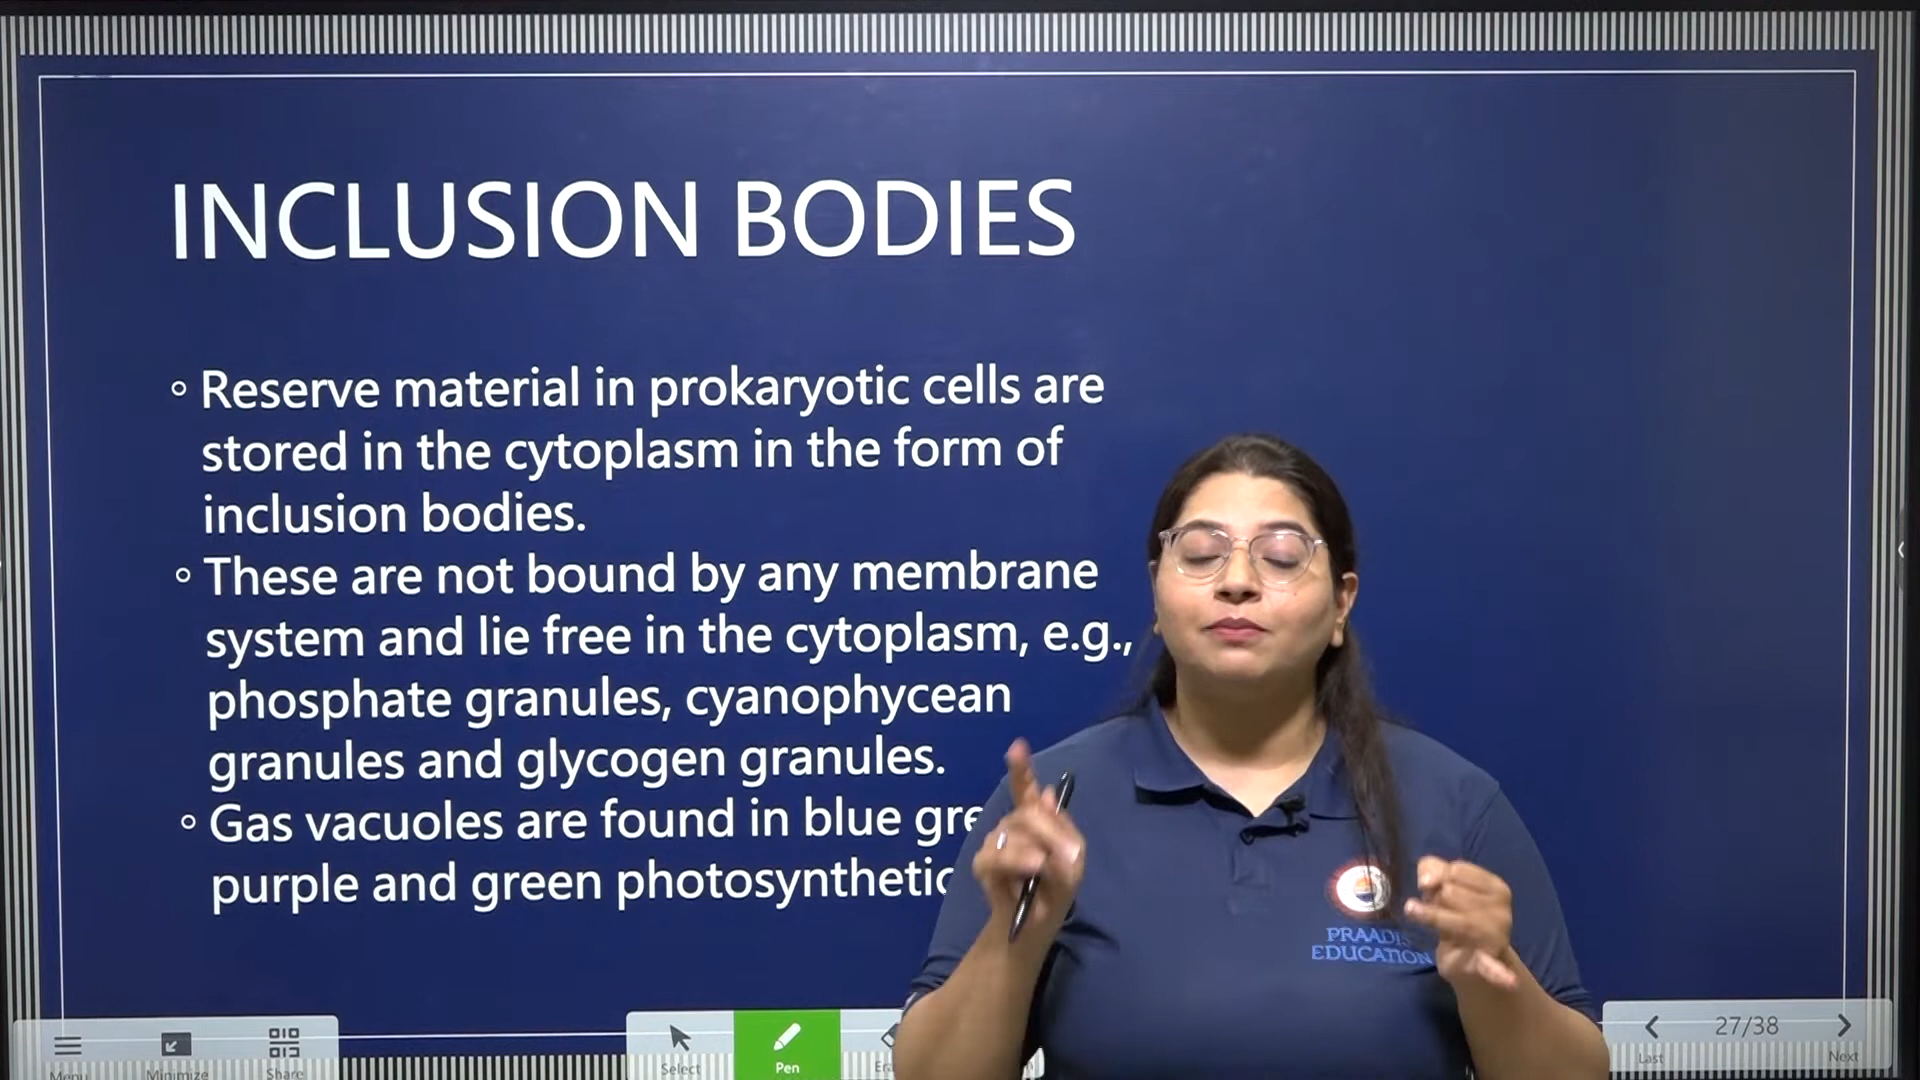 INCLUSION BODIES
◦ Reserve material in prokaryotic cells are
stored in the cytoplasm in the form of
inclusion bodies.
◦ These are not bound by any membrane
system and lie free in the cytoplasm, e.g.,
phosphate granules, cyanophycean
granules and glycogen granules.
◦ Gas vacuoles are found in blue
purple and green photosynthetic
EDUCATION
Menu Minimize Share Select Pen
27/38
Last Next